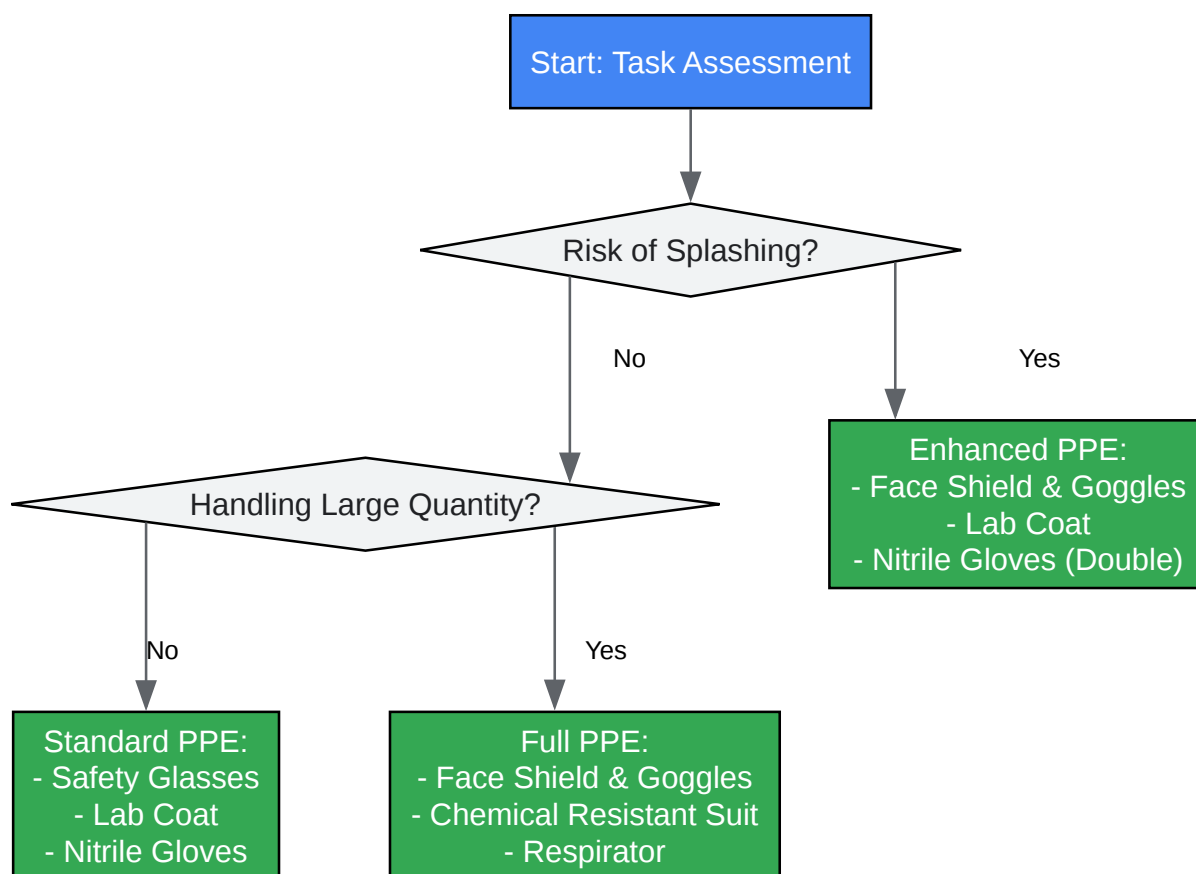 Start: Task Assessment
Risk of Splashing?
No
Yes
Enhanced PPE:
- Face Shield & Goggles
- Lab Coat
- Nitrile Gloves (Double)
Handling Large Quantity?
No
Yes
Standard PPE:
- Safety Glasses
- Lab Coat
- Nitrile Gloves
Full PPE:
- Face Shield & Goggles
- Chemical Resistant Suit
- Respirator